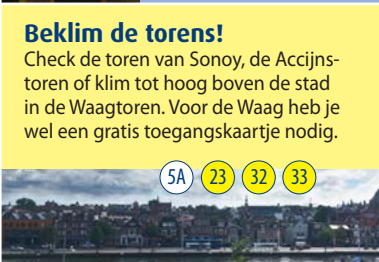 Beklim de torens!
Check de toren van Sonoy, de Accijns-
toren of klim tot hoog boven de stad
in de Waagtoren. Voor de Waag heb je
wel een gratis toegangskaartje nodig.
5A 23 32 33